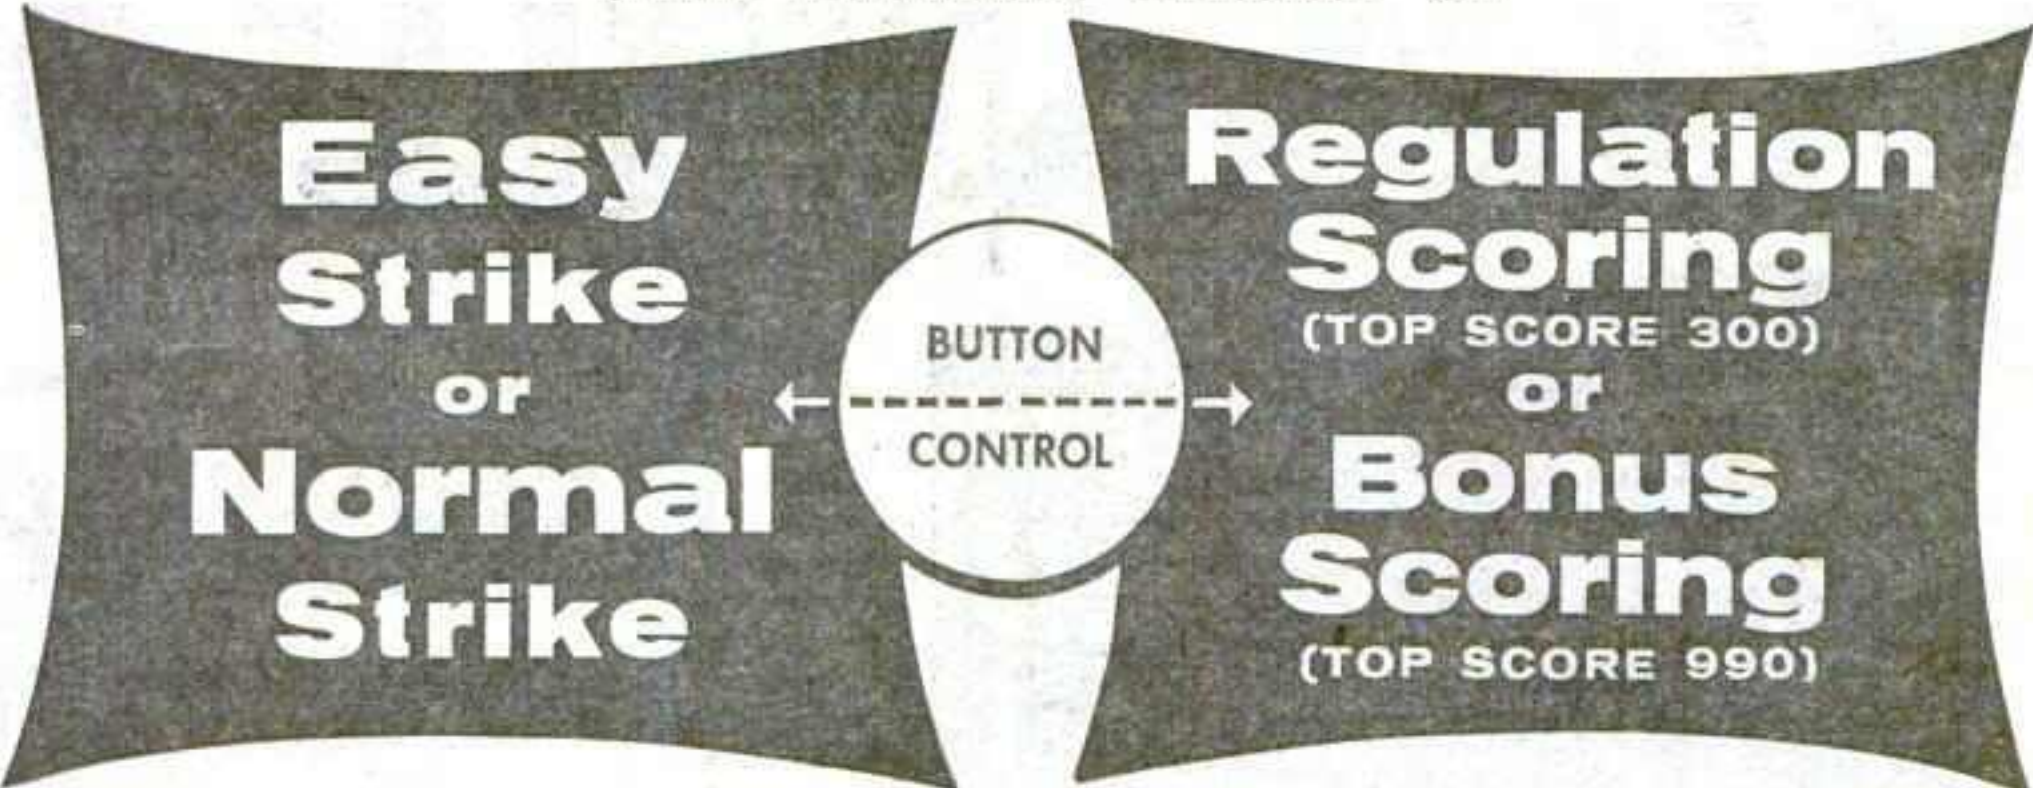 Easy
Strike
or
Normal
Strike
BUTTON
CONTROL
Regulation
Scoring
(TOP SCORE 300)
or
Bonus
Scoring
(TOP SCORE 990)